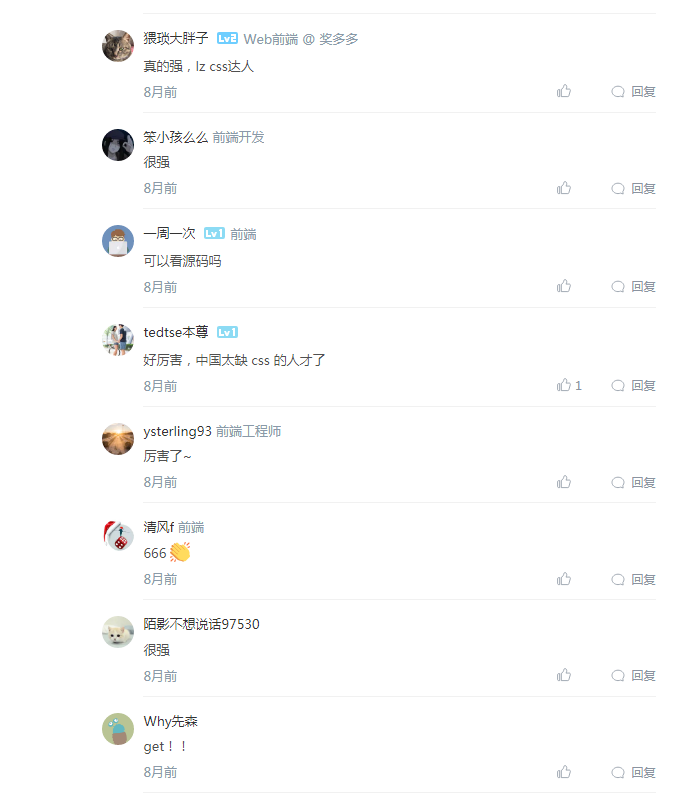 猥琐大胖子 Lv2 Web前端 @ 奖多多
真的强，lz css达人
8月前 回复
笨小孩么么 前端开发
很强
8月前 回复
一周一次 Lv1 前端
可以看源码吗
8月前 回复
tedtse本尊 Lv1
好厉害，中国太缺 css 的人才了
8月前 1 回复
ysterling93 前端工程师
厉害了~
8月前 回复
清风f 前端
666 👏
8月前 回复
陌影不想说话97530
很强
8月前 回复
Why先森
get！！
8月前 回复